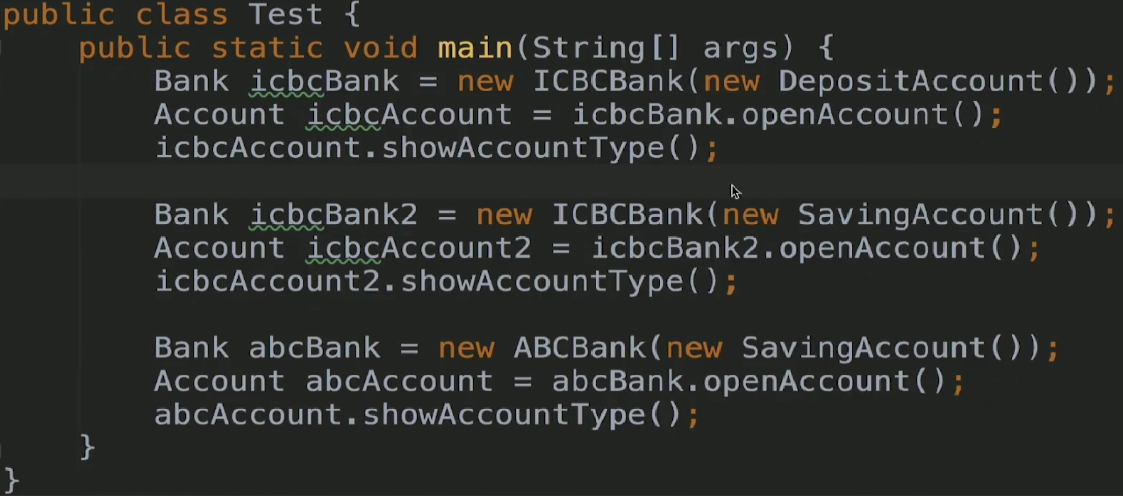 public class Test {
public static void main(String[] args) {
Bank icbcBank = new ICBCBank(new DepositAccount());
Account icbcAccount = icbcBank.openAccount();
icbcAccount.showAccountType();
Bank icbcBank2 = new ICBCBank(new SavingAccount());
Account icbcAccount2 = icbcBank2.openAccount();
icbcAccount2.showAccountType();
Bank abcBank = new ABCBank(new SavingAccount());
Account abcAccount = abcBank.openAccount();
abcAccount.showAccountType();
}
}